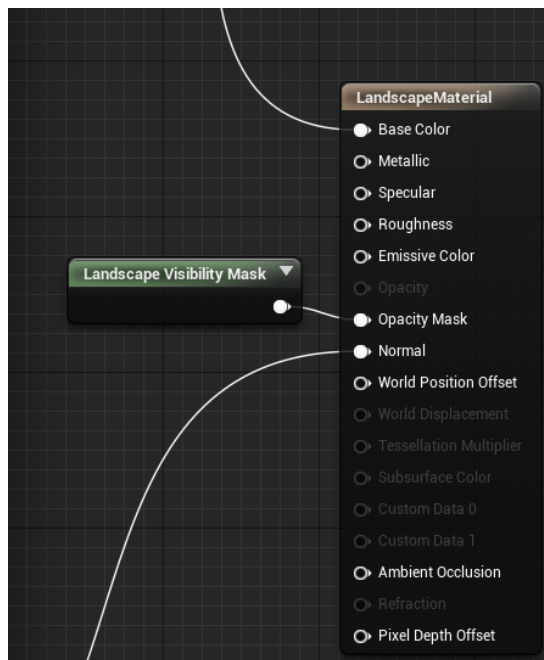 LandscapeMaterial
Base Color
Metallic
Specular
Roughness
Emissive Color
Landscape Visibility Mask
Opacity
Opacity Mask
Normal
World Position Offset
World Displacement
Tessellation Multiplier
Subsurface Color
Custom Data 0
Custom Data 1
Ambient Occlusion
Refraction
Pixel Depth Offset